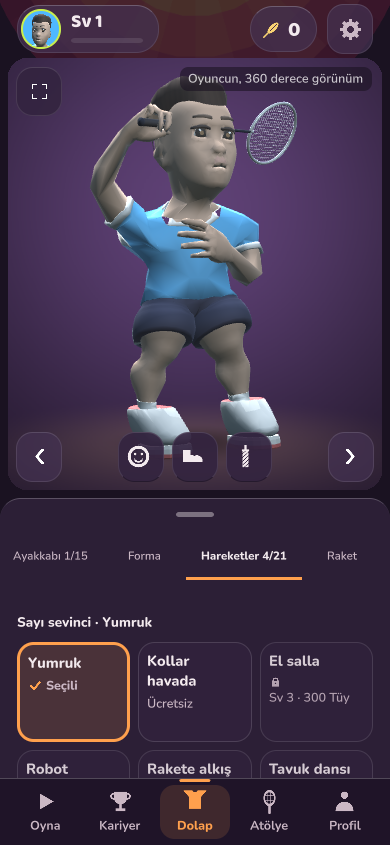 Sv 1
0
Oyuncun, 360 derece görünüm
Ayakkabı 1/15
Forma
Hareketler 4/21
Raket
Sayı sevinci · Yumruk
Yumruk
Seçili
Kollar
havada
Ücretsiz
El salla
Sv 3 · 300 Tüy
Robot
Rakete alkış
Tavuk dansı
Oyna
Kariyer
Dolap
Atölye
Profil